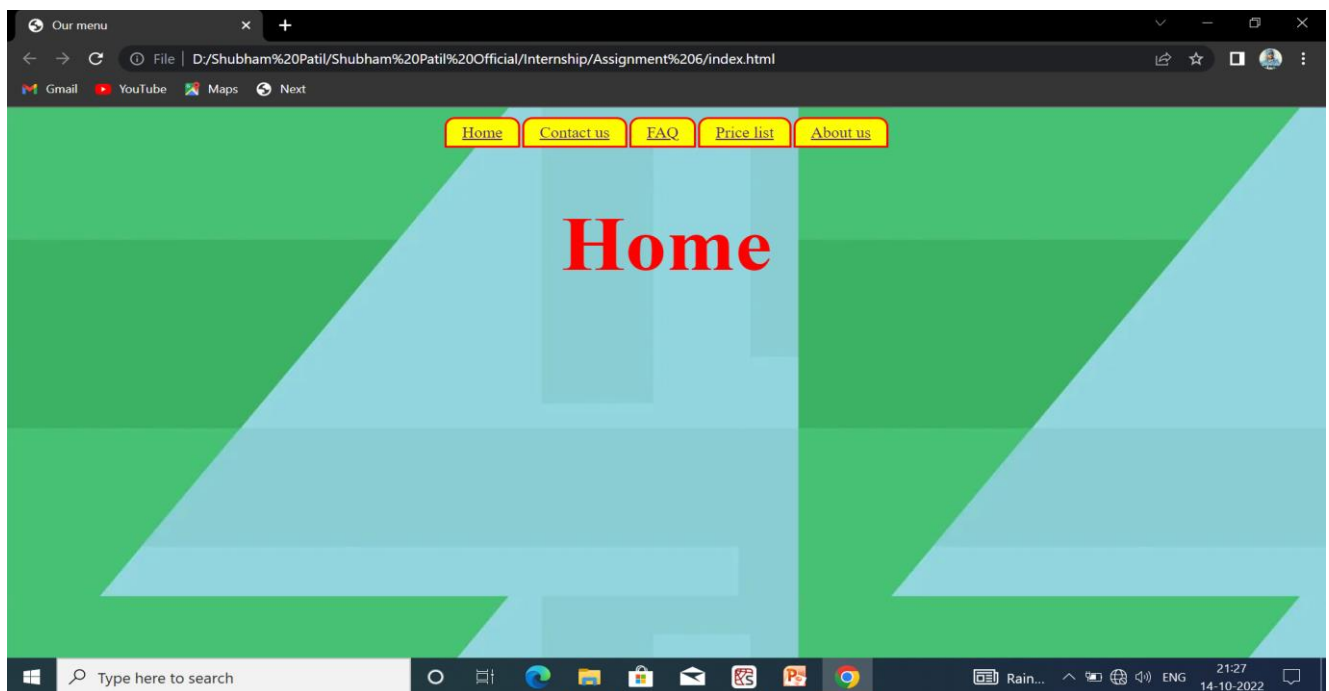 Our menu
File | D:/Shubham%20Patil/Shubham%20Patil%20Official/Internship/Assignment%206/index.html
Gmail YouTube Maps Next
Home Contact us FAQ Price list About us
Home
Type here to search Rain... ENG 21:27
14-10-2022